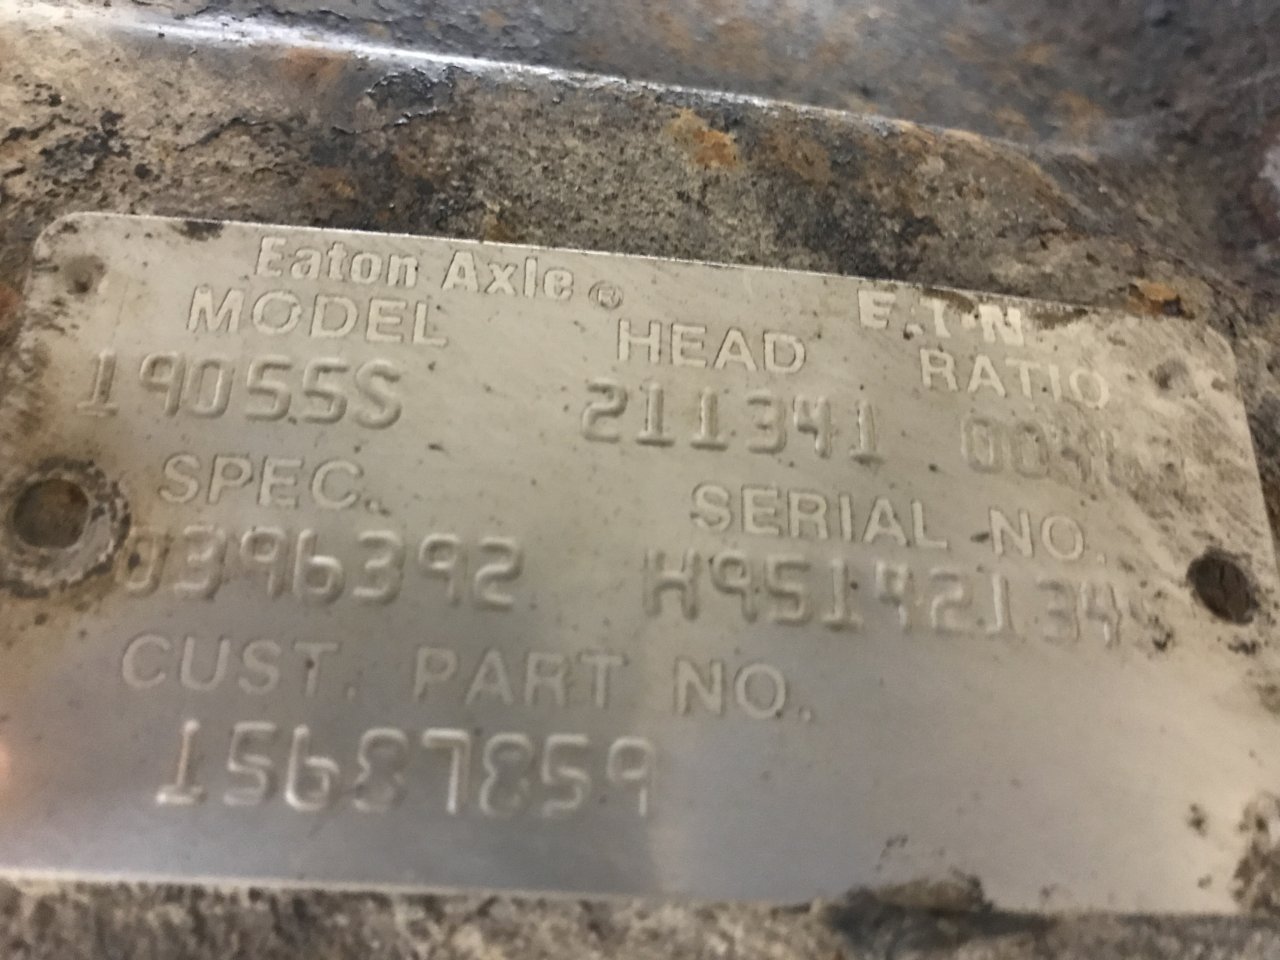 Eaton Axle ®
MODEL HEAD RATIO
19055S 211341
SPEC. SERIAL NO.
0396392
CUST. PART NO.
15687859